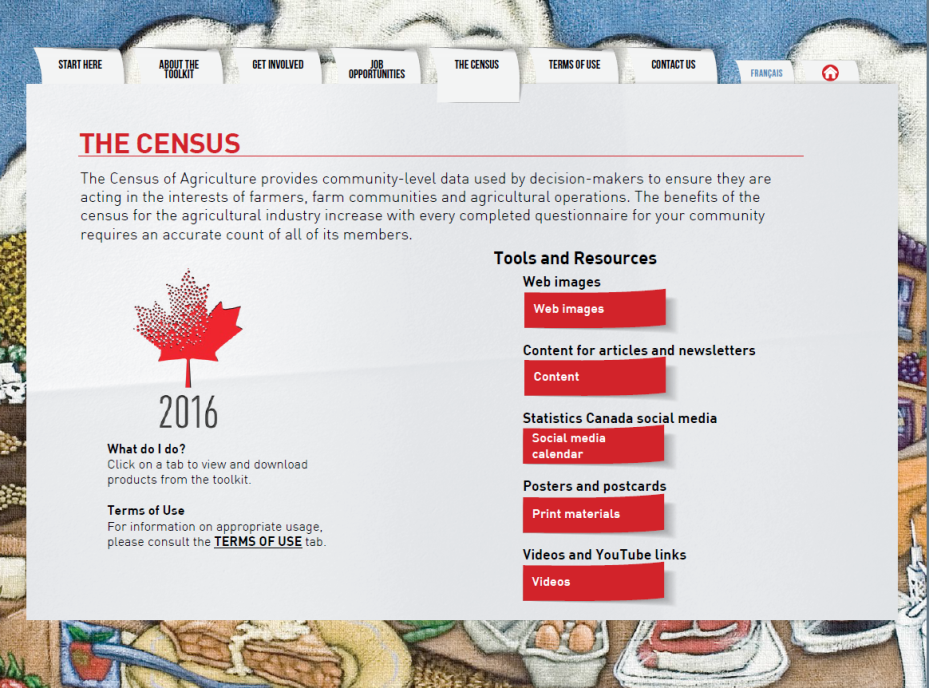 START HERE
ABOUT THE
TOOLKIT
GET INVOLVED
JOB
OPPORTUNITIES
THE CENSUS
TERMS OF USE
CONTACT US
FRANÇAIS
THE CENSUS
The Census of Agriculture provides community-level data used by decision-makers to ensure they are
acting in the interests of farmers, farm communities and agricultural operations. The benefits of the
census for the agricultural industry increase with every completed questionnaire for your community
requires an accurate count of all of its members.
2016
What do I do?
Click on a tab to view and download
products from the toolkit.
Terms of Use
For information on appropriate usage,
please consult the TERMS OF USE tab.
Tools and Resources
Web images
Web images
Content for articles and newsletters
Content
Statistics Canada social media
Social media
calendar
Posters and postcards
Print materials
Videos and YouTube links
Videos